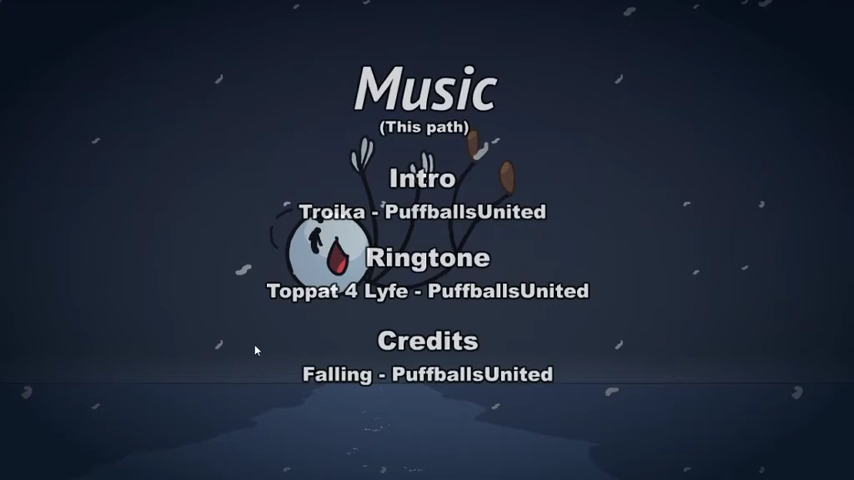 Music
(This path)
Intro
Troika - PuffballsUnited
Ringtone
Toppat 4 Lyfe - PuffballsUnited
Credits
Falling - PuffballsUnited